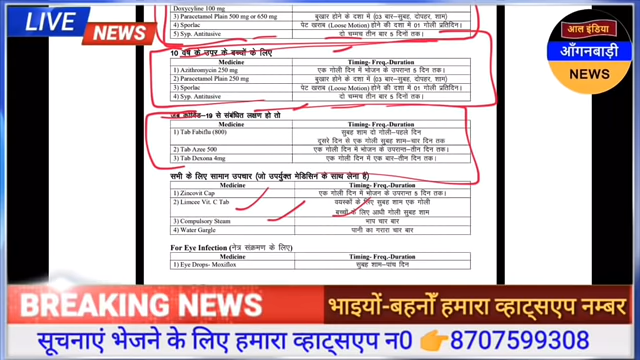 LIVE NEWS
आल इंडिया
आँगनबाड़ी
NEWS
Doxycyline 100 mg
3) Paracetamol Plain 500 mg or 650 mg बुखार होने के दशा में (03 बार-सुबह, दोपहर, शाम)
4) Sporlac पेट खराब (Loose Motion) होने की दशा में 01 गोली प्रतिदिन।
5) Syp. Antitusive दो चम्मच तीन बार 5 दिनों तक।
10 वर्ष के उपर के बच्चों के लिए
Medicine Timing- Freq.-Duration
1) Azithromycin 250 mg एक गोली दिन में भोजन के उपरान्त 5 दिन तक।
2) Paracetamol Plain 250 mg बुखार होने के दशा में (03 बार-सुबह, दोपहर, शाम)
3) Sporlac पेट खराब (Loose Motion) होने की दशा में 01 गोली प्रतिदिन।
4) Syp. Antitusive दो चम्मच तीन बार 5 दिनों तक।
कोविड-19 से संबंधित लक्षण हो तो
Medicine Timing- Freq.-Duration
1) Tab Fabiflu (800) सुबह शाम दो गोली-पहले दिन
दूसरे दिन से एक गोली सुबह शाम-चार दिन तक
2) Tab Azee 500 एक गोली दिन में भोजन के उपरान्त-तीन दिन तक।
3) Tab Dexona 4mg एक गोली दिन में एक बार-तीन दिन तक।
सभी के लिए सामान उपचार (जो उपर्युक्त मेडिसिन के साथ लेना हैं)
Medicine Timing- Freq.-Duration
1) Zincovit Cap एक गोली दिन में भोजन के उपरान्त 5 दिन तक।
2) Limcee Vit. C Tab वयस्कों के लिए सुबह शाम एक गोली
बच्चों के लिए आधी गोली सुबह शाम
3) Compulsory Steam भाप चार बार
4) Water Gargle पानी का गरारा चार बार
For Eye Infection (नेत्र संक्रमण के लिए)
Medicine Timing- Freq.-Duration
1) Eye Drops- Moxiflox सुबह शाम-पांच दिन
BREAKING NEWS भाइयों-बहनोँ हमारा व्हाट्सएप नम्बर
सूचनाएं भेजने के लिए हमारा व्हाट्सएप न0 👉8707599308